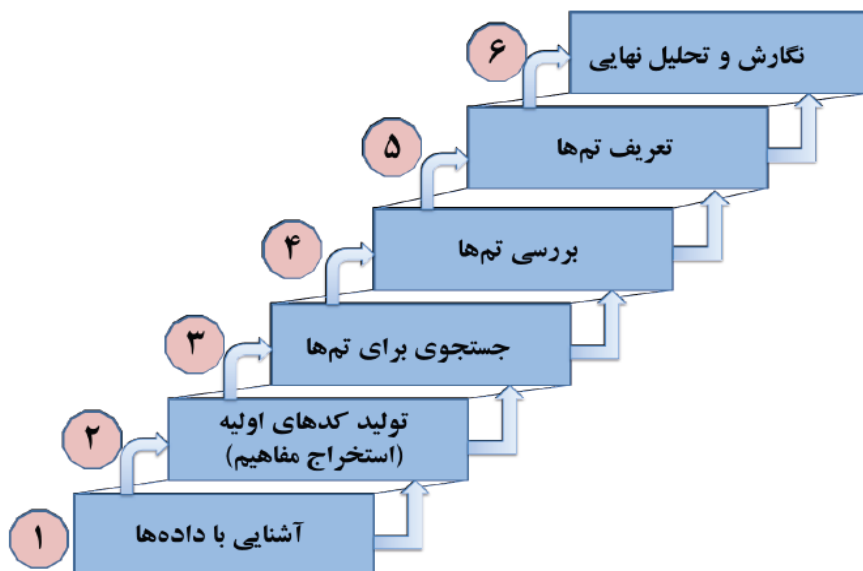 ۶
نگارش و تحلیل نهایی
۵
تعریف تم‌ها
۴
بررسی تم‌ها
۳
جستجوی برای تم‌ها
۲
تولید کدهای اولیه
(استخراج مفاهیم)
۱
آشنایی با داده‌ها